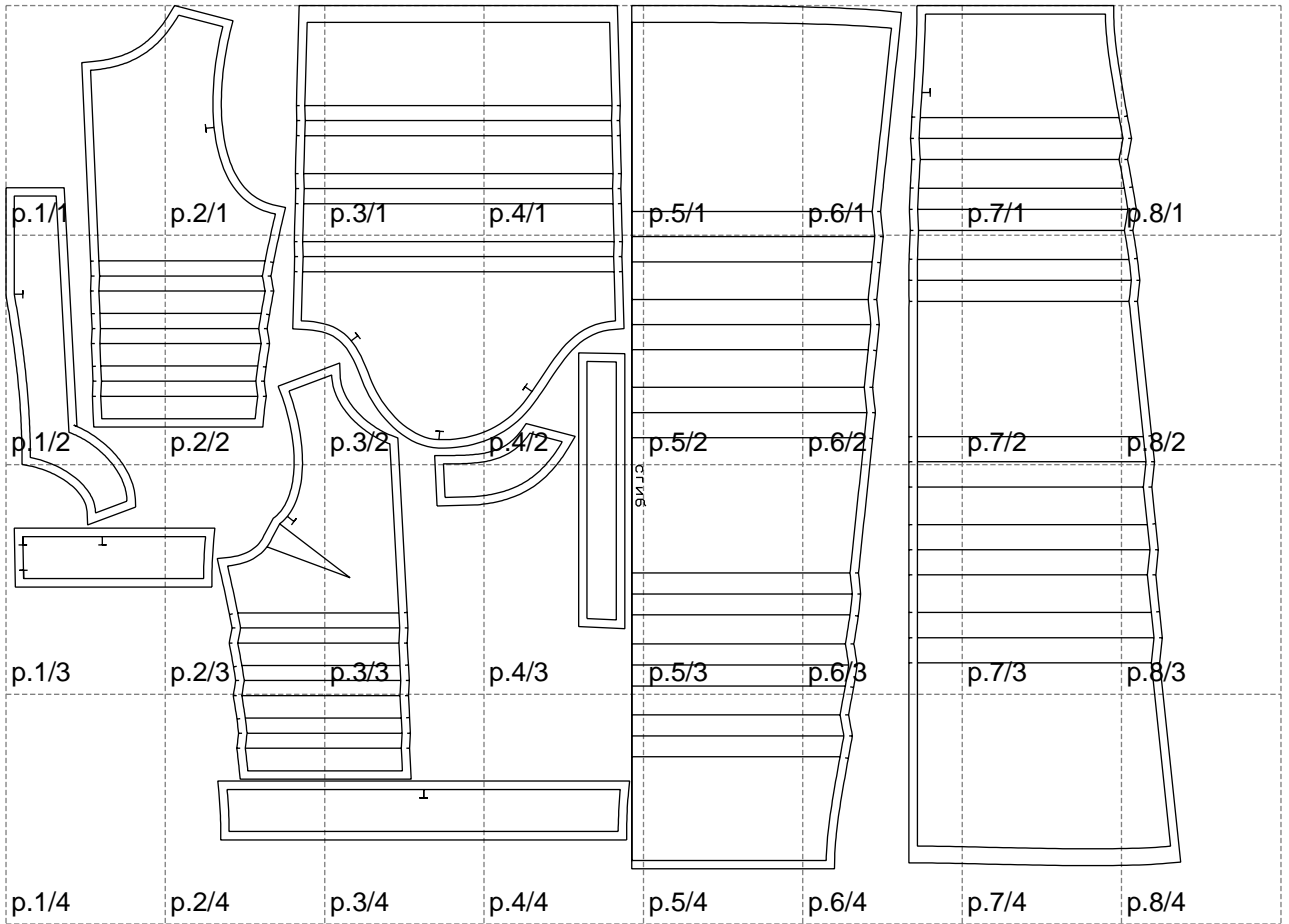 p.1/1 p.2/1 p.3/1 p.4/1 p.5/1 p.6/1 p.7/1 p.8/1
p.1/2 p.2/2 p.3/2 p.4/2 p.5/2 p.6/2 p.7/2 p.8/2
сгиб
p.1/3 p.2/3 p.3/3 p.4/3 p.5/3 p.6/3 p.7/3 p.8/3
p.1/4 p.2/4 p.3/4 p.4/4 p.5/4 p.6/4 p.7/4 p.8/4